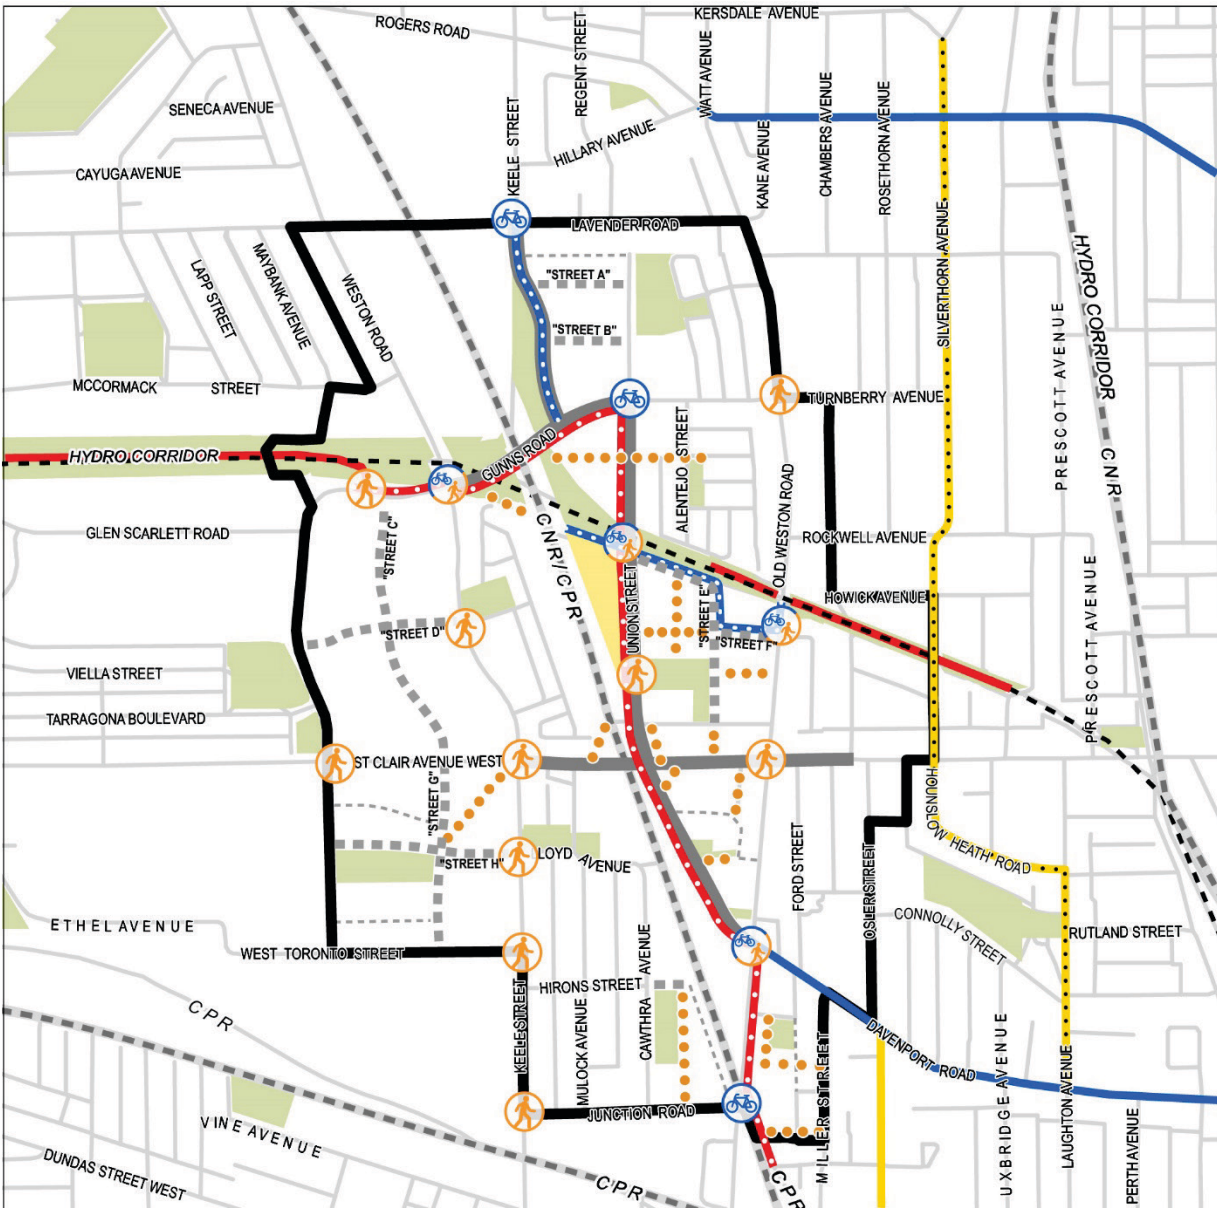 KERSDALE AVENUE
ROGERS ROAD
REGENT STREET
WATT AVENUE
SENECA AVENUE
KEELE STREET
HILLARY AVENUE
KANE AVENUE
CHAMBERS AVENUE
ROSETHORN AVENUE
CAYUGA AVENUE
LAVENDER ROAD
SILVERTHORN AVENUE
HYDRO CORRIDOR
LAPP STREET
MAYBANK AVENUE
WESTON ROAD
"STREET A"
"STREET B"
PRESCOTT AVENUE
MCCORMACK STREET
TURNBERRY AVENUE
HYDRO CORRIDOR
GUNNS ROAD
ALENTEJO STREET
CNR
GLEN SCARLETT ROAD
"STREET C"
CNR/CPR
OLD WESTON ROAD
ROCKWELL AVENUE
HOWICK AVENUE
"STREET D"
UNION STREET
"STREET E"
"STREET F"
PRESCOTT AVENUE
VIELLA STREET
TARRAGONA BOULEVARD
ST CLAIR AVENUE WEST
"STREET G"
HOUNSLOW HEATH ROAD
"STREET H"
LOYD AVENUE
FORD STREET
OSLER STREET
CONNOLLY STREET
RUTLAND STREET
ETHEL AVENUE
WEST TORONTO STREET
HIRONS STREET
CAWTHRA AVENUE
KEELE STREET
MULOCK AVENUE
CPR
DAVENPORT ROAD
MILLER STREET
UXBRIDGE AVENUE
LAUGHTON AVENUE
PERTH AVENUE
JUNCTION ROAD
VINE AVENUE
DUNDAS STREET WEST
CPR
CPR